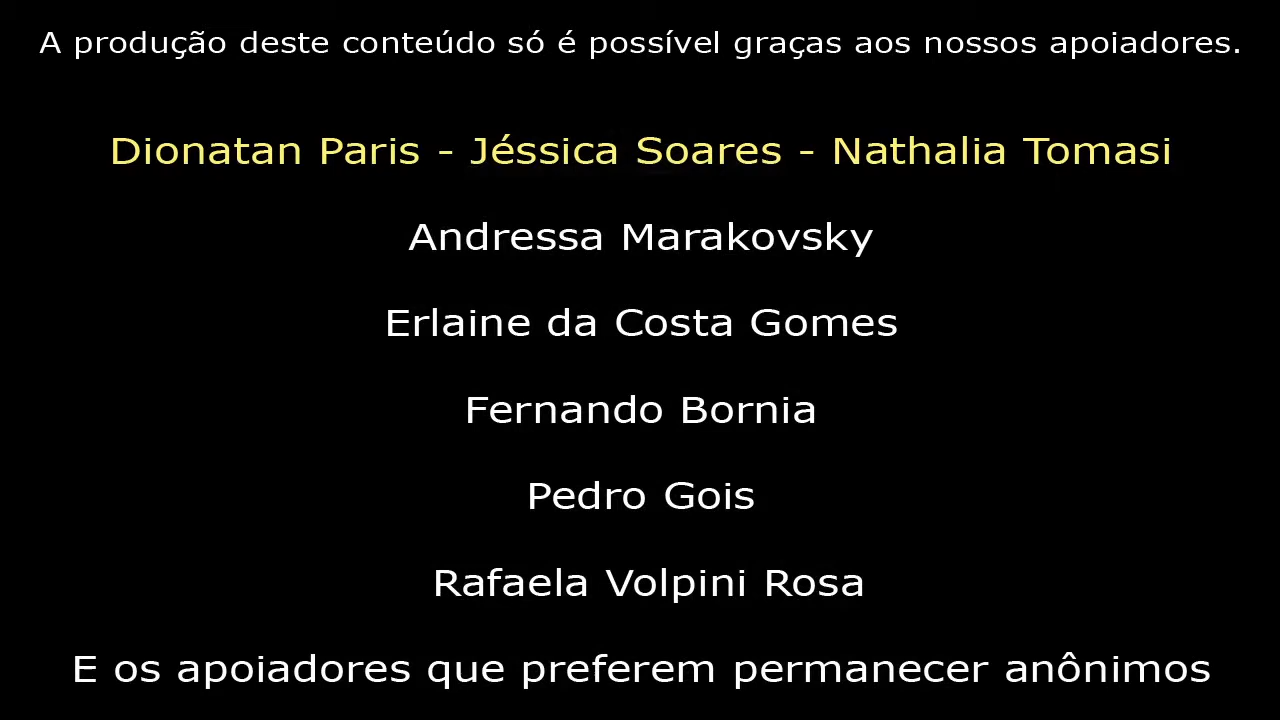 A produção deste conteúdo só é possível graças aos nossos apoiadores.
Dionatan Paris - Jéssica Soares - Nathalia Tomasi
Andressa Marakovsky
Erlaine da Costa Gomes
Fernando Bornia
Pedro Gois
Rafaela Volpini Rosa
E os apoiadores que preferem permanecer anônimos